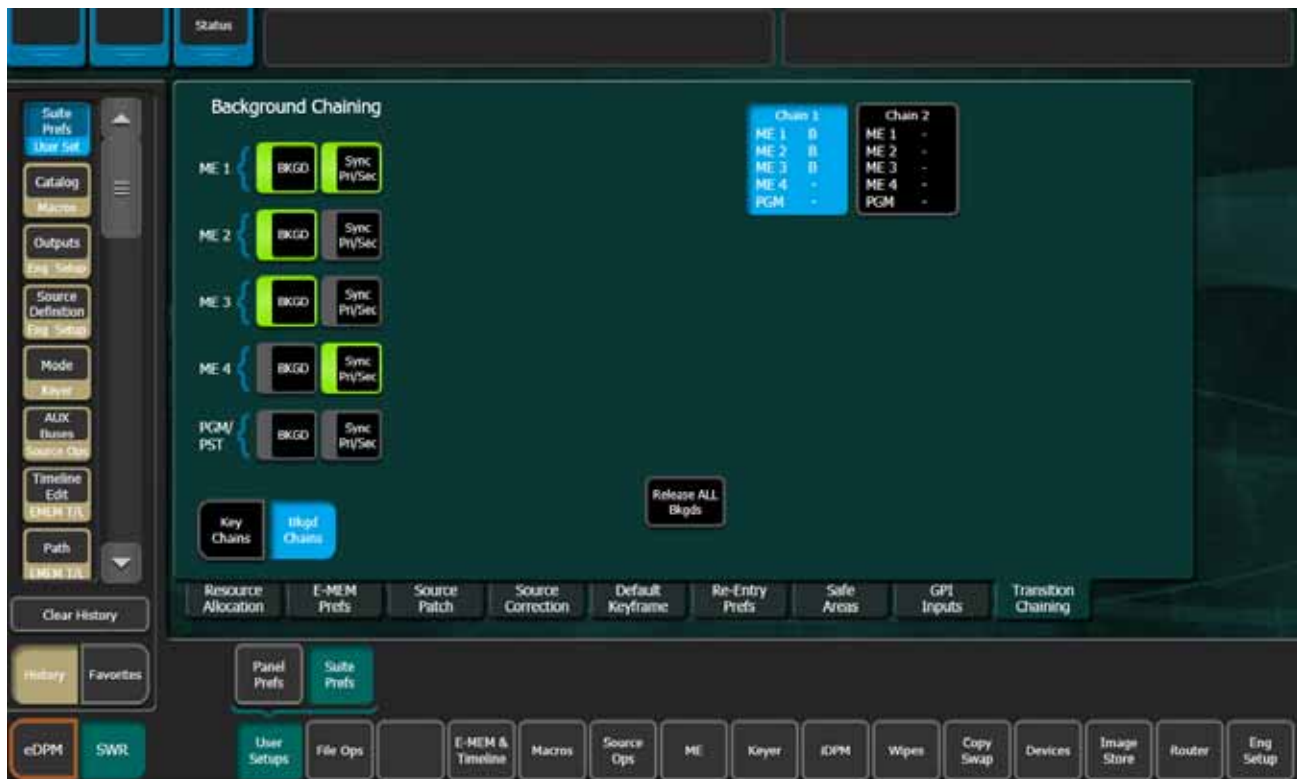 Status
Suite
Prefs
User Set
Catalog
Macros
Outputs
Eng Setup
Source
Definition
Eng Setup
Mode
Keyer
AUX
Buses
Source Ops
Timeline
Edit
EMEM T/L
Path
EMEM T/L
Clear History
History
Favorites
eDPM
SWR
Background Chaining
ME 1
BKGD
Sync
Pri/Sec
ME 2
BKGD
Sync
Pri/Sec
ME 3
BKGD
Sync
Pri/Sec
ME 4
BKGD
Sync
Pri/Sec
PGM/
PST
BKGD
Sync
Pri/Sec
Chain 1
ME 1 B
ME 2 B
ME 3 B
ME 4 -
PGM -
Chain 2
ME 1 -
ME 2 -
ME 3 -
ME 4 -
PGM -
Key
Chains
Bkgd
Chains
Release ALL
Bkgds
Resource
Allocation
E-MEM
Prefs
Source
Patch
Source
Correction
Default
Keyframe
Re-Entry
Prefs
Safe
Areas
GPI
Inputs
Transition
Chaining
Panel
Prefs
Suite
Prefs
User
Setups
File Ops
E-MEM &
Timeline
Macros
Source
Ops
ME
Keyer
iDPM
Wipes
Copy
Swap
Devices
Image
Store
Router
Eng
Setup